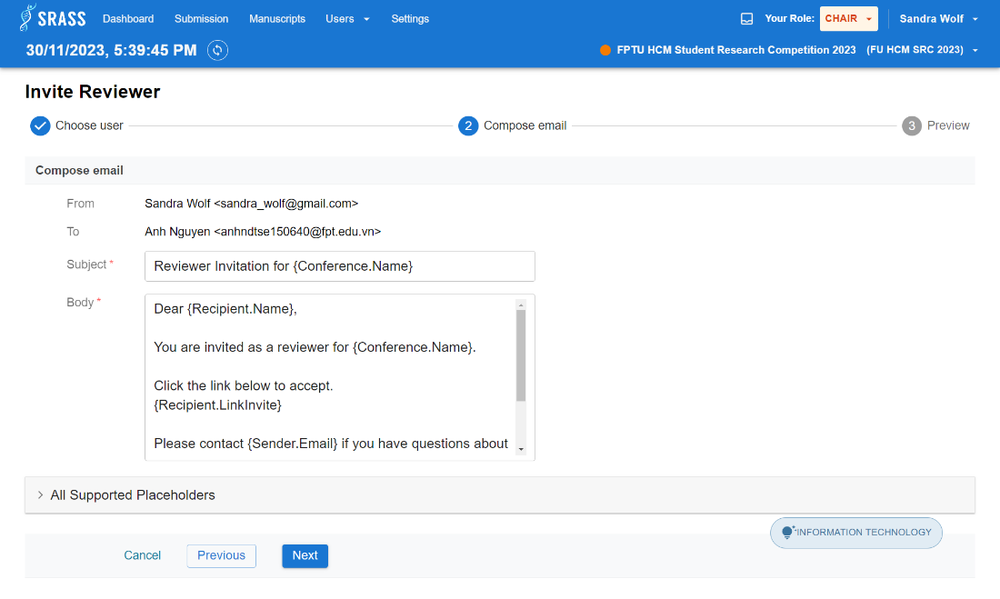 SRASS Dashboard Submission Manuscripts Users Settings Your Role: CHAIR Sandra Wolf
30/11/2023, 5:39:45 PM FPTU HCM Student Research Competition 2023 (FU HCM SRC 2023)
Invite Reviewer
Choose user 2 Compose email 3 Preview
Compose email
From Sandra Wolf <sandra_wolf@gmail.com>
To Anh Nguyen <anhndtse150640@fpt.edu.vn>
Subject * Reviewer Invitation for {Conference.Name}
Body * Dear {Recipient.Name},
You are invited as a reviewer for {Conference.Name}.
Click the link below to accept.
{Recipient.LinkInvite}
Please contact {Sender.Email} if you have questions about
All Supported Placeholders
INFORMATION TECHNOLOGY
Cancel Previous Next